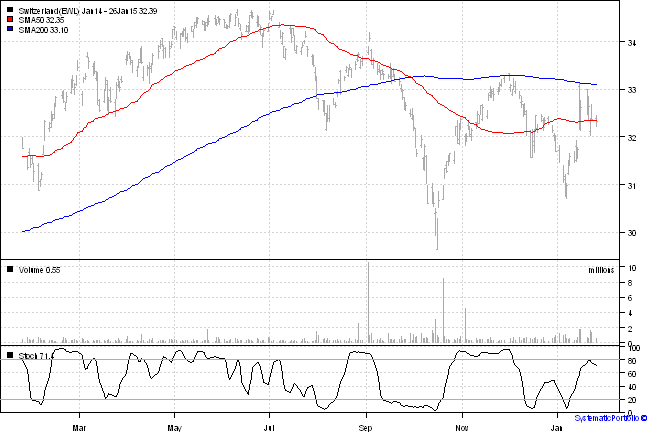 Switzerland(EWL) Jan14 - 26Jan15 32.39
SMA50 32.35
SMA200 33.10
34
33
32
31
30
Volume 0.55
millions
10
8
6
4
2
0
Stoch 71.4
100
80
60
40
20
0
Mar May Jul Sep Nov Jan
SystematicPortfolio ©